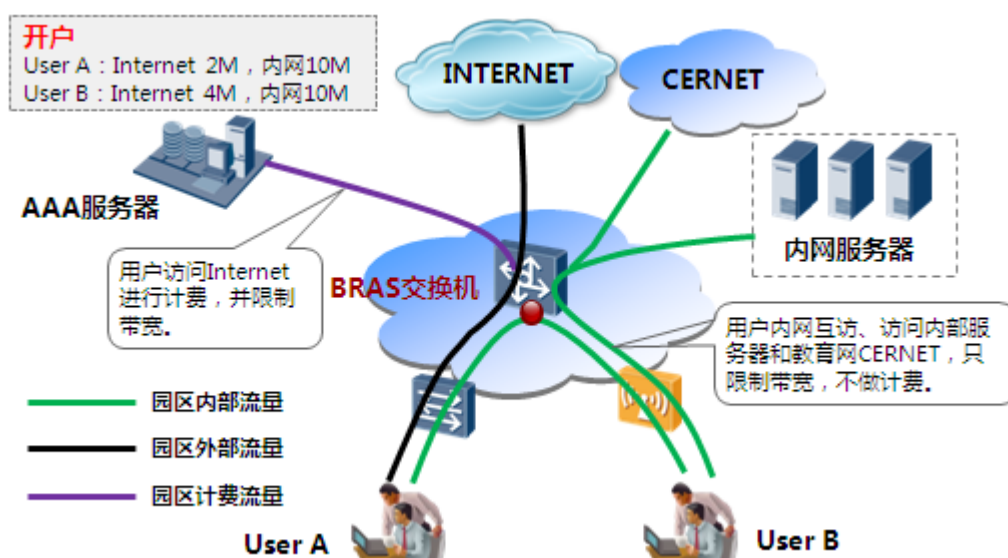 开户
User A：Internet 2M，内网10M
User B：Internet 4M，内网10M
INTERNET
CERNET
AAA服务器
内网服务器
用户访问Internet
进行计费，并限制
带宽。
BRAS交换机
用户内网互访、访问内部服
务器和教育网CERNET，只
限制带宽，不做计费。
园区内部流量
园区外部流量
园区计费流量
User A
User B